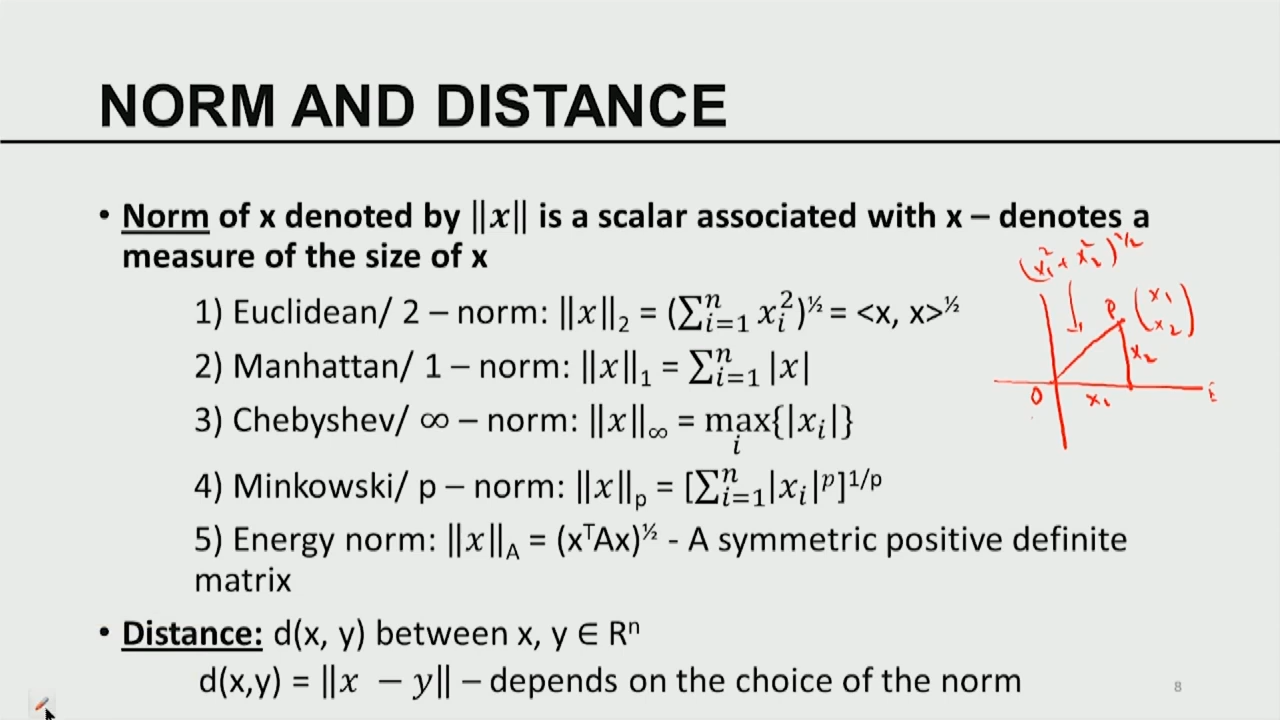 NORM AND DISTANCE
• Norm of x denoted by ‖x‖ is a scalar associated with x – denotes a
measure of the size of x
(x₁² + x₂²)^½
1) Euclidean/ 2 – norm: ‖x‖₂ = (∑ⁿᵢ₌₁ xᵢ²)^½ = <x, x>^½
P (x₁
x₂)
x₂
2) Manhattan/ 1 – norm: ‖x‖₁ = ∑ⁿᵢ₌₁ |x|
O x₁
3) Chebyshev/ ∞ – norm: ‖x‖∞ = max{|xᵢ|}
i
4) Minkowski/ p – norm: ‖x‖ₚ = [∑ⁿᵢ₌₁|xᵢ|ᵖ]^1/p
5) Energy norm: ‖x‖_A = (xᵀAx)^½ - A symmetric positive definite
matrix
• Distance: d(x, y) between x, y ∈ Rⁿ
d(x,y) = ‖x − y‖ – depends on the choice of the norm
8